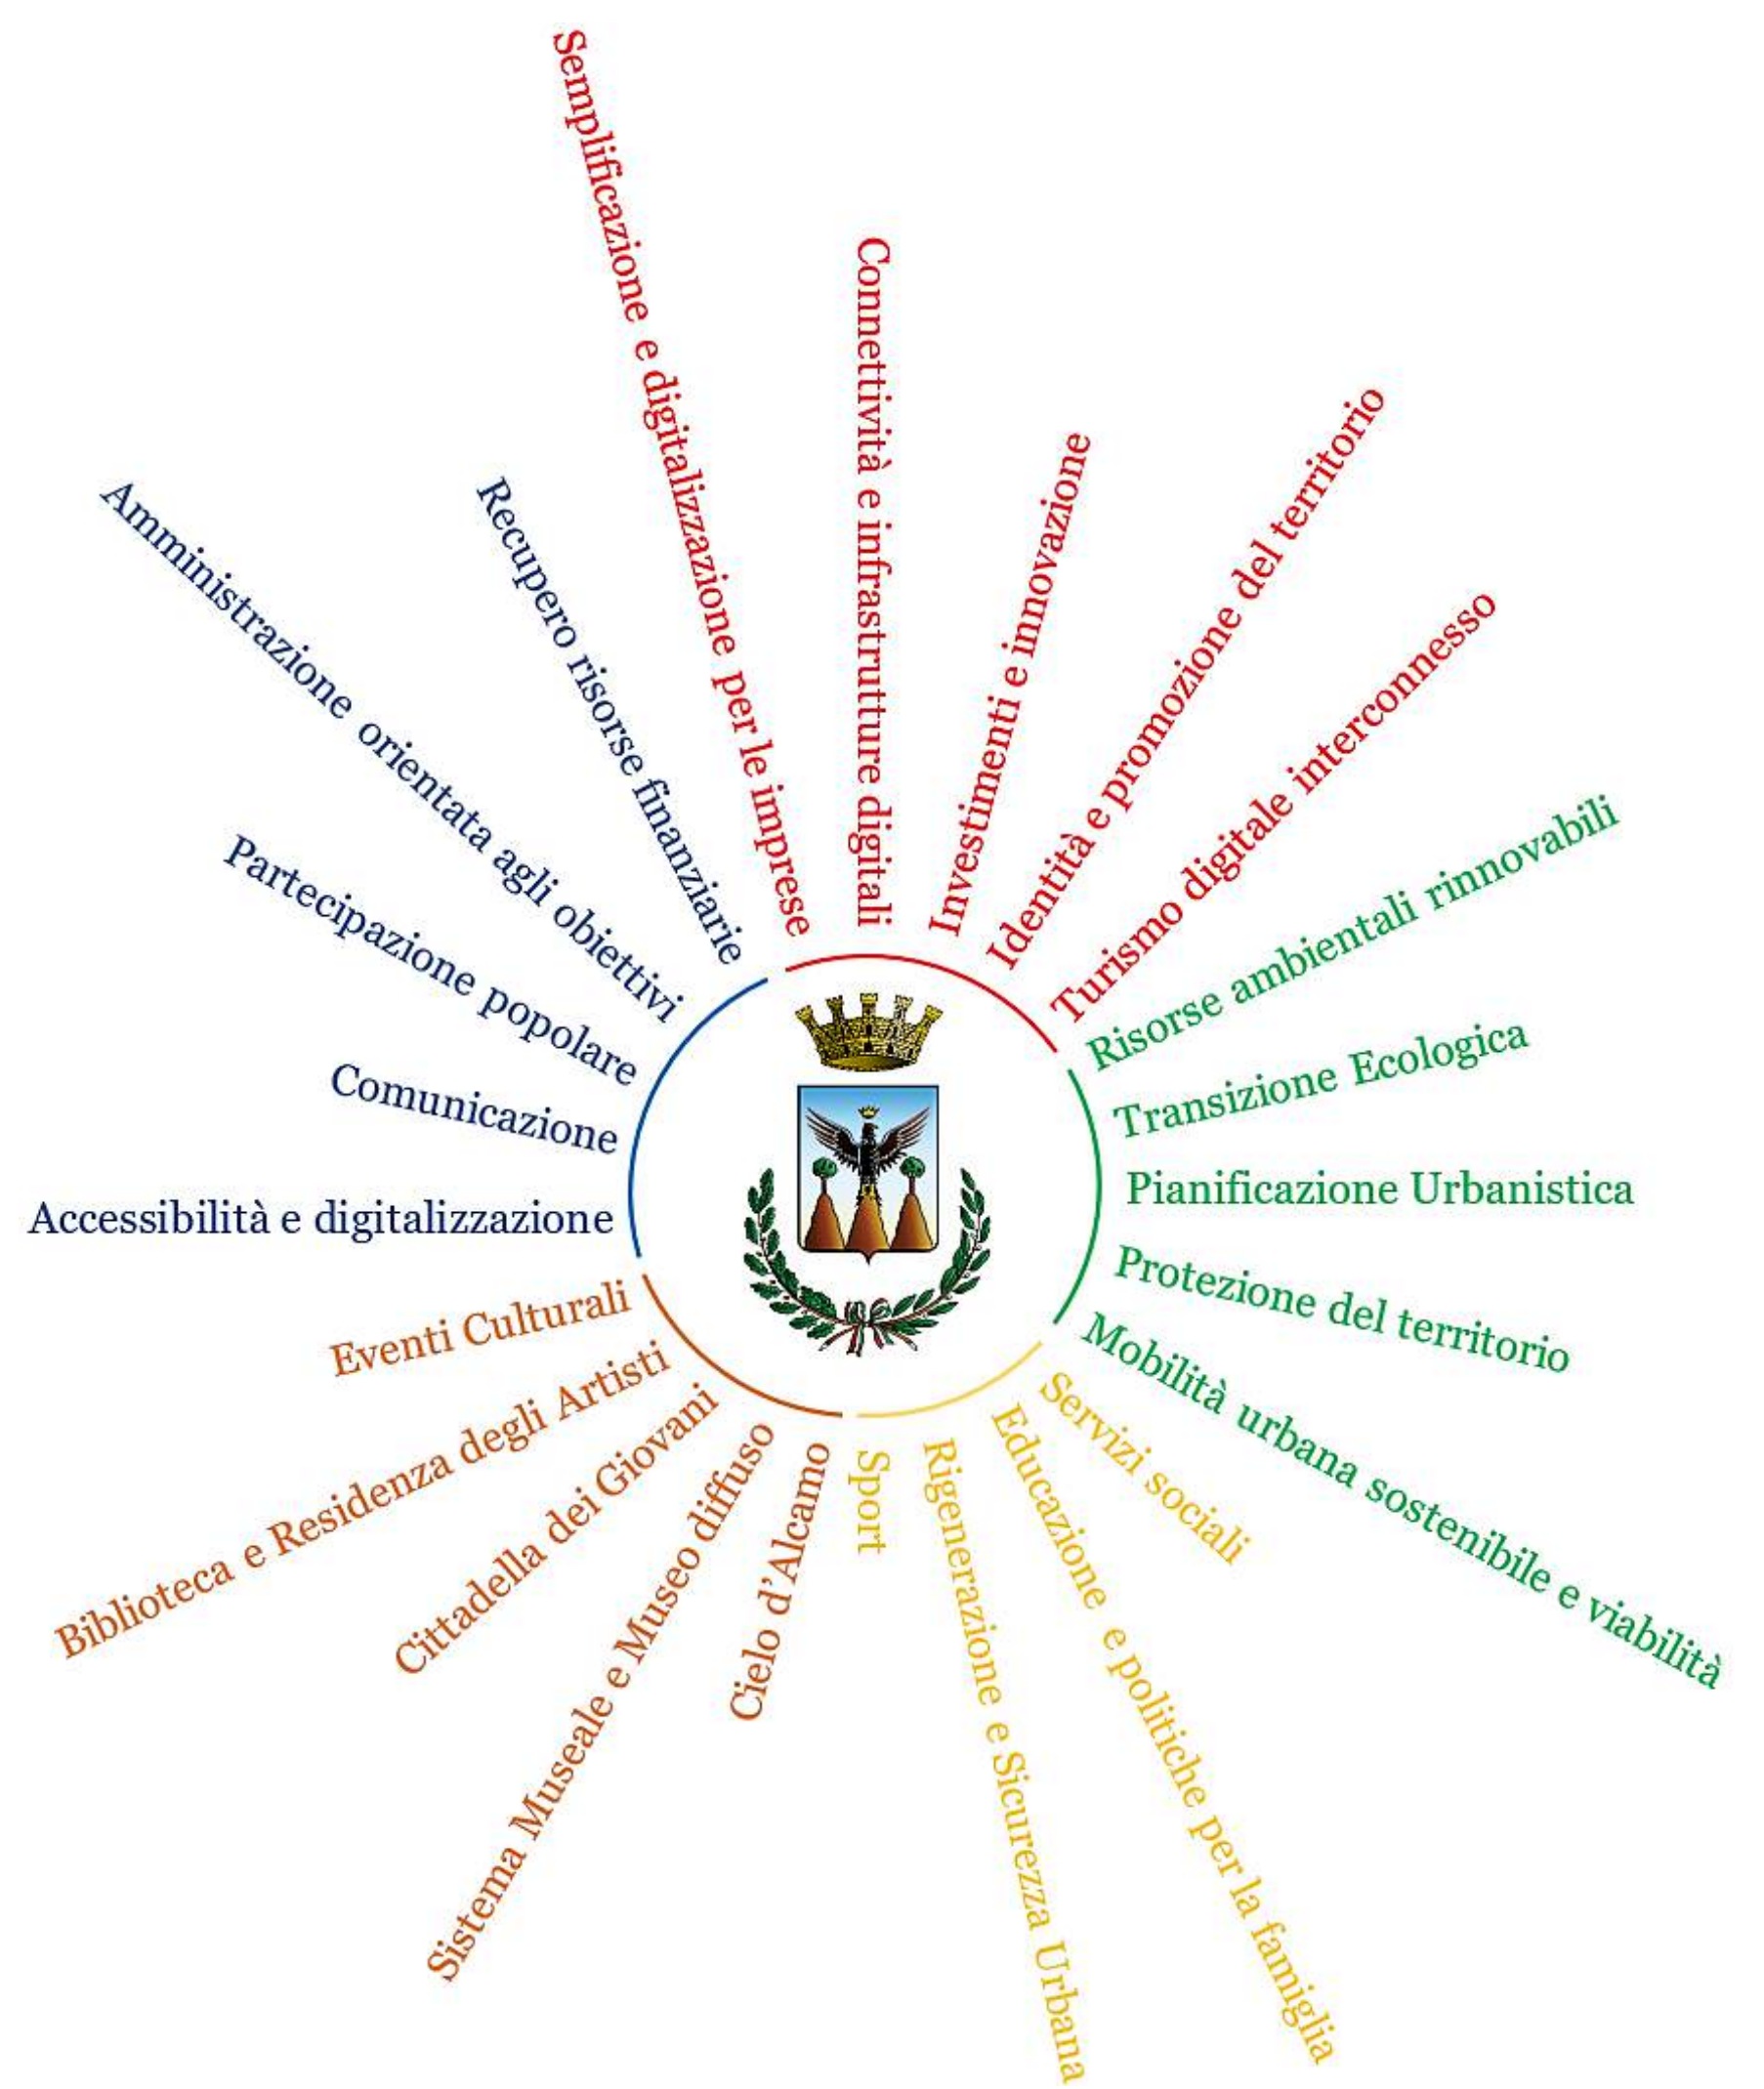 Semplificazione e digitalizzazione per le imprese
Connettività e infrastrutture digitali
Investimenti e innovazione
Identità e promozione del territorio
Turismo digitale interconnesso
Risorse ambientali rinnovabili
Transizione Ecologica
Pianificazione Urbanistica
Protezione del territorio
Mobilità urbana sostenibile e viabilità
Servizi sociali
Educazione e politiche per la famiglia
Rigenerazione e Sicurezza Urbana
Sport
Cielo d'Alcamo
Sistema Museale e Museo diffuso
Cittadella dei Giovani
Biblioteca e Residenza degli Artisti
Eventi Culturali
Accessibilità e digitalizzazione
Comunicazione
Partecipazione popolare
Amministrazione orientata agli obiettivi
Recupero risorse finanziarie